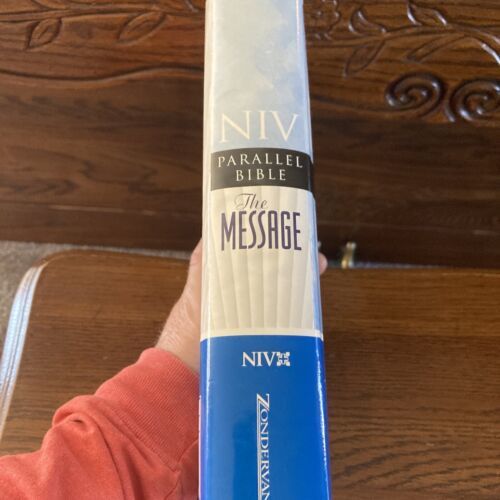 NIV
PARALLEL
BIBLE
The
MESSAGE
NIV
ZONDERVAN